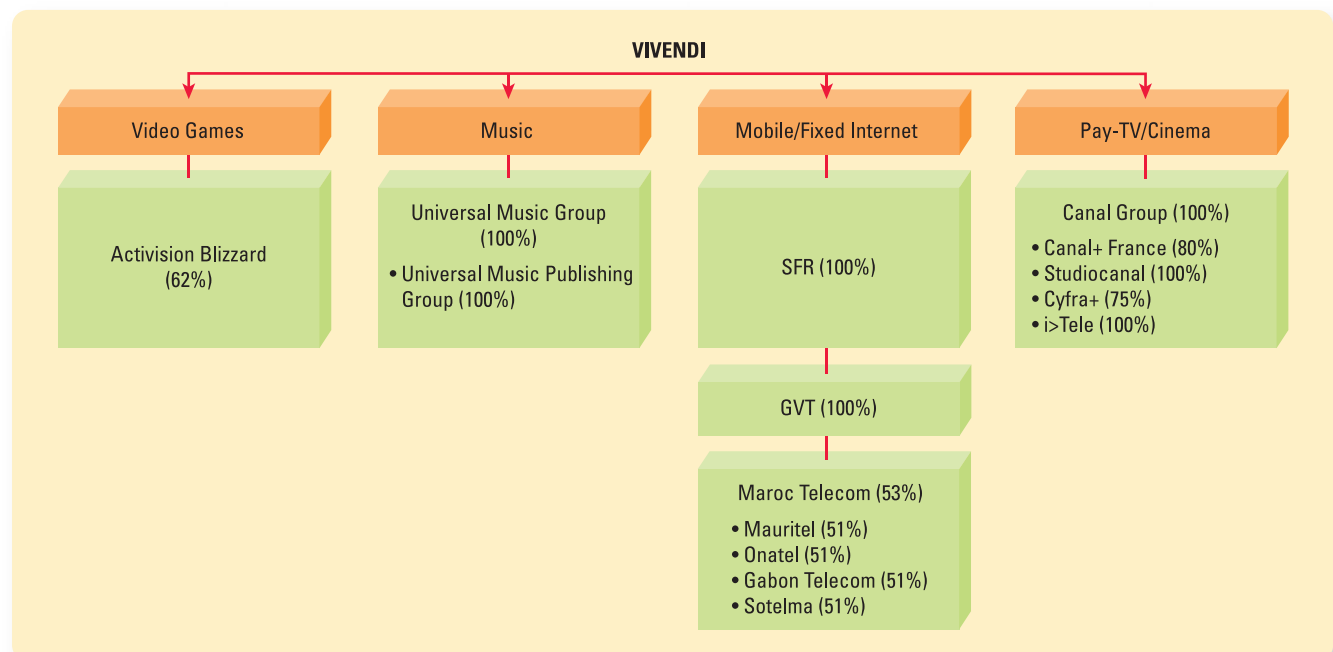 VIVENDI
Video Games
Music
Mobile/Fixed Internet
Pay-TV/Cinema
Activision Blizzard
(62%)
Universal Music Group
(100%)
• Universal Music Publishing
Group (100%)
SFR (100%)
GVT (100%)
Maroc Telecom (53%)
• Mauritel (51%)
• Onatel (51%)
• Gabon Telecom (51%)
• Sotelma (51%)
Canal Group (100%)
• Canal+ France (80%)
• Studiocanal (100%)
• Cyfra+ (75%)
• i>Tele (100%)